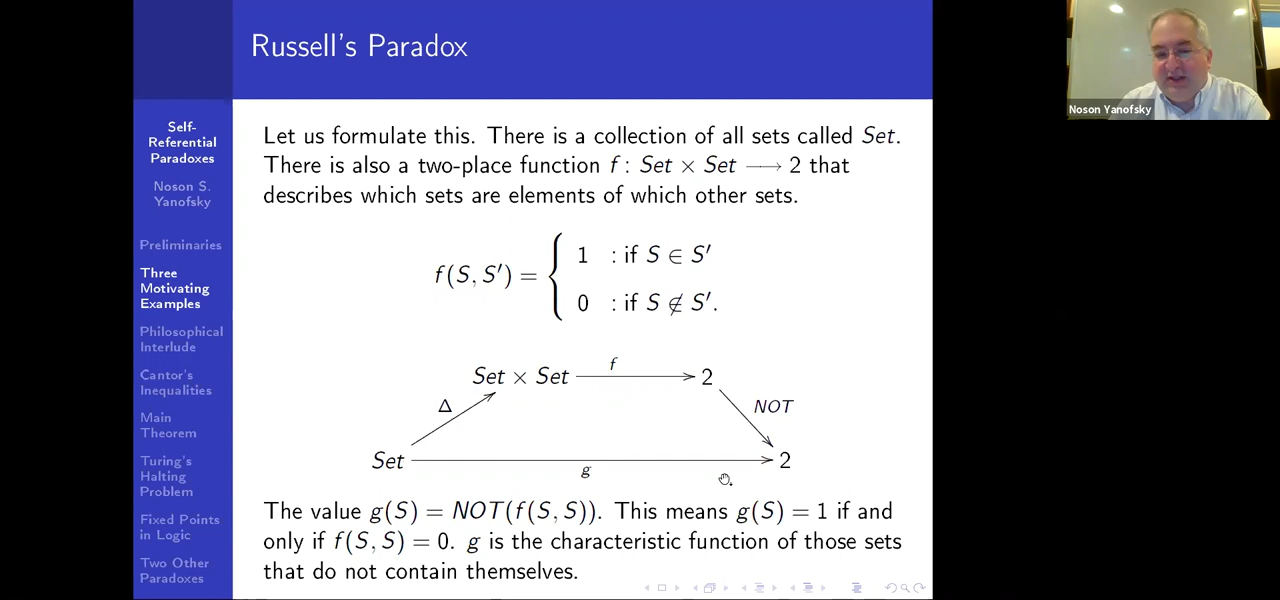 Russell's Paradox
Self-
Referential
Paradoxes
Noson S.
Yanofsky
Preliminaries
Three
Motivating
Examples
Philosophical
Interlude
Cantor's
Inequalities
Main
Theorem
Turing's
Halting
Problem
Fixed Points
in Logic
Two Other
Paradoxes
Let us formulate this. There is a collection of all sets called Set.
There is also a two-place function f : Set × Set ⟶ 2 that
describes which sets are elements of which other sets.
f(S, S′) = { 1 : if S ∈ S′
0 : if S ∉ S′.
f
Set × Set 2
Δ NOT
Set 2
g
The value g(S) = NOT(f(S, S)). This means g(S) = 1 if and
only if f(S, S) = 0. g is the characteristic function of those sets
that do not contain themselves.
Noson Yanofsky